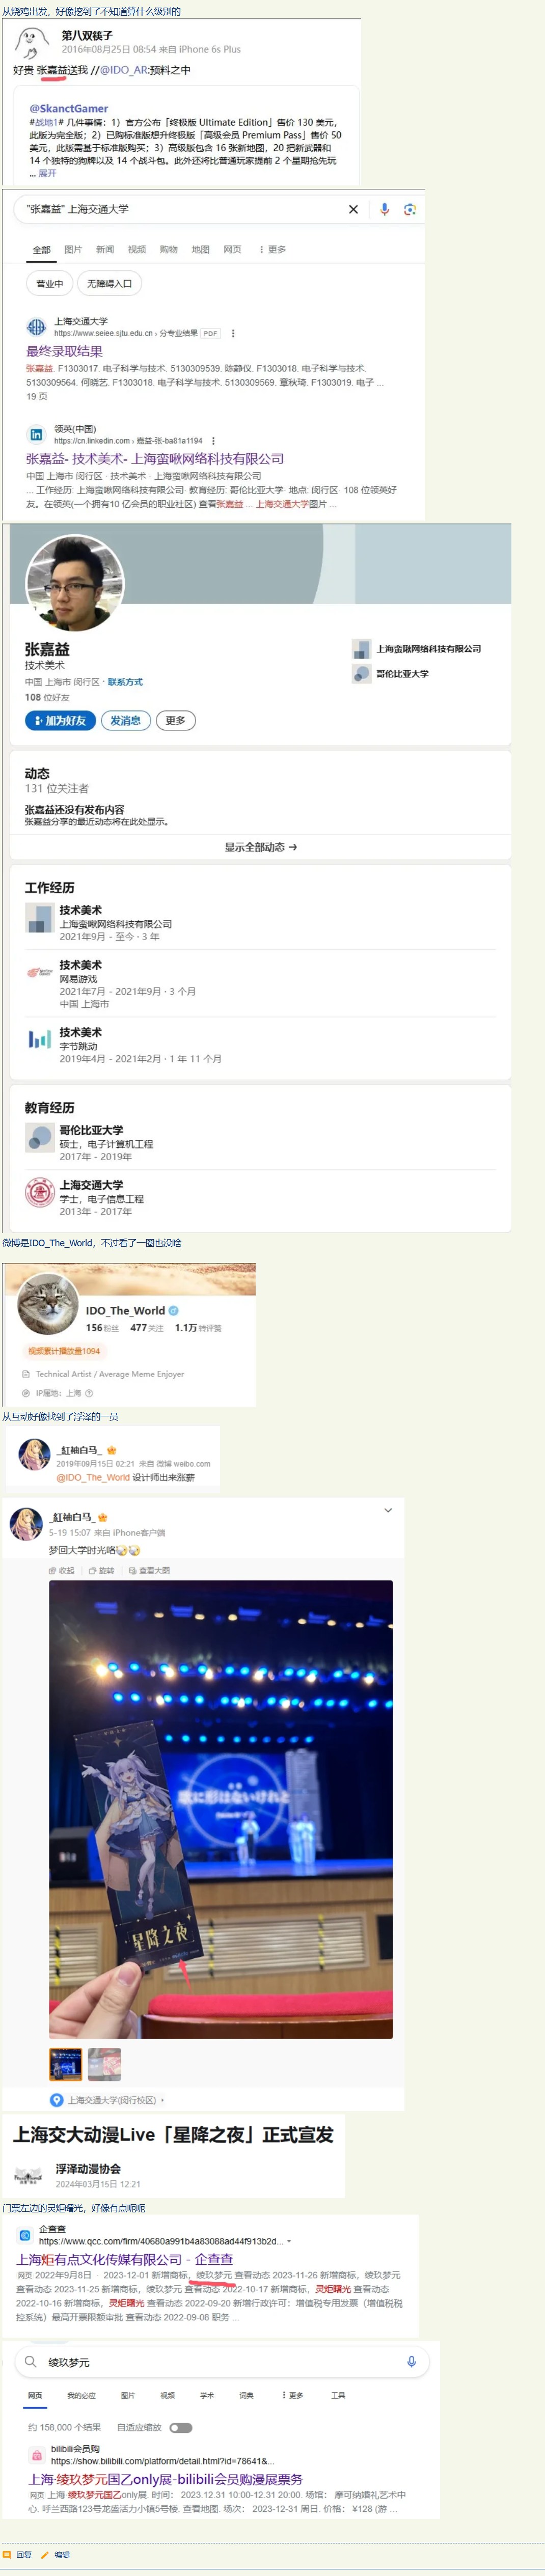 从烧鸡出发，好像挖到了不知道算什么级别的
第八双筷子
2016年08月25日 08:54 来自 iPhone 6s Plus
好贵 张嘉益送我 //@IDO_AR:预料之中
@SkanctGamer
#战地1# 几件事情：1）官方公布「终极版 Ultimate Edition」售价 130 美元，
此版为完全版；2）已购标准版想升终极版「高级会员 Premium Pass」售价 50
美元，此版需基于标准版购买；3）高级版包含 16 张新地图，20 把新武器和
14 个独特的狗牌以及 14 个战斗包。此外还将比普通玩家提前 2 个星期抢先玩
... 展开
"张嘉益" 上海交通大学
全部 图片 新闻 视频 购物 地图 网页 更多
营业中 无障碍入口
上海交通大学
https://www.seiee.sjtu.edu.cn › 分专业结果 PDF
最终录取结果
张嘉益. F1303017. 电子科学与技术. 5130309539. 陈静仪. F1303018. 电子科学与技术.
5130309564. 何晓艺. F1303018. 电子科学与技术. 5130309569. 章秋琦. F1303019. 电子 ...
19 页
领英(中国)
https://cn.linkedin.com › 嘉益-张-ba81a1194
张嘉益- 技术美术- 上海蛮啾网络科技有限公司
中国 上海市 闵行区 · 技术美术 · 上海蛮啾网络科技有限公司
... 工作经历: 上海蛮啾网络科技有限公司· 教育经历: 哥伦比亚大学· 地点: 闵行区· 108 位领英好
友。在领英(一个拥有10 亿会员的职业社区) 查看张嘉益 ... 上海交通大学图片 ...
张嘉益
技术美术
中国 上海市 闵行区 · 联系方式
108 位好友
上海蛮啾网络科技有限公司
哥伦比亚大学
加为好友 发消息 更多
动态
131 位关注者
张嘉益还没有发布内容
张嘉益分享的最近动态将在此处显示。
显示全部动态 →
工作经历
技术美术
上海蛮啾网络科技有限公司
2021年9月 - 至今 · 3 年
技术美术
网易游戏
2021年7月 - 2021年9月 · 3 个月
中国 上海市
技术美术
字节跳动
2019年4月 - 2021年2月 · 1 年 11 个月
教育经历
哥伦比亚大学
硕士，电子计算机工程
2017年 - 2019年
上海交通大学
学士，电子信息工程
2013年 - 2017年
微博是IDO_The_World，不过看了一圈也没啥
IDO_The_World
156 粉丝 477 关注 1.1万 转评赞
视频累计播放量1094
Technical Artist / Average Meme Enjoyer
IP属地：上海
从互动好像找到了浮泽的一员
_紅袖白马_
2019年09月15日 02:21 来自 微博 weibo.com
@IDO_The_World 设计师出来涨薪
_紅袖白马_
5-19 15:07 来自 iPhone客户端
梦回大学时光咯
收起 旋转 查看大图
歌に形はないけれど
星降之夜
上海交通大学(闵行校区)
上海交大动漫Live「星降之夜」正式宣发
浮泽动漫协会
2024年03月15日 12:21
门票左边的灵炬曙光，好像有点呃呃
企查查
https://www.qcc.com/firm/40680a991b4a83088ad44f913b2d...
上海炬有点文化传媒有限公司 - 企查查
网页 2022年9月8日 · 2023-12-01 新增商标，绫玖梦元 查看动态 2023-11-26 新增商标，绫玖梦元
查看动态 2023-11-25 新增商标，绫玖梦元 查看动态 2022-10-17 新增商标，灵炬曙光 查看动态
2022-10-16 新增商标，灵炬曙光 查看动态 2022-09-20 新增行政许可：增值税专用发票（增值税税
控系统）最高开票限额审批 查看动态 2022-09-08 职务 ...
绫玖梦元
网页 我的必应 图片 视频 学术 词典 更多 工具
约 158,000 个结果 自适应缩放
bilibili会员购
https://show.bilibili.com/platform/detail.html?id=78641&...
上海·绫玖梦元国乙only展-bilibili会员购漫展票务
网页 上海·绫玖梦元国乙only展. 时间： 2023.12.31 10:00-12.31 20:00. 场馆： 摩可纳婚礼艺术中
心. 呼兰西路123号龙盛活力小镇5号楼. 查看地图. 场次： 2023-12-31 周日. 价格： ¥128 (游 ...
回复 编辑